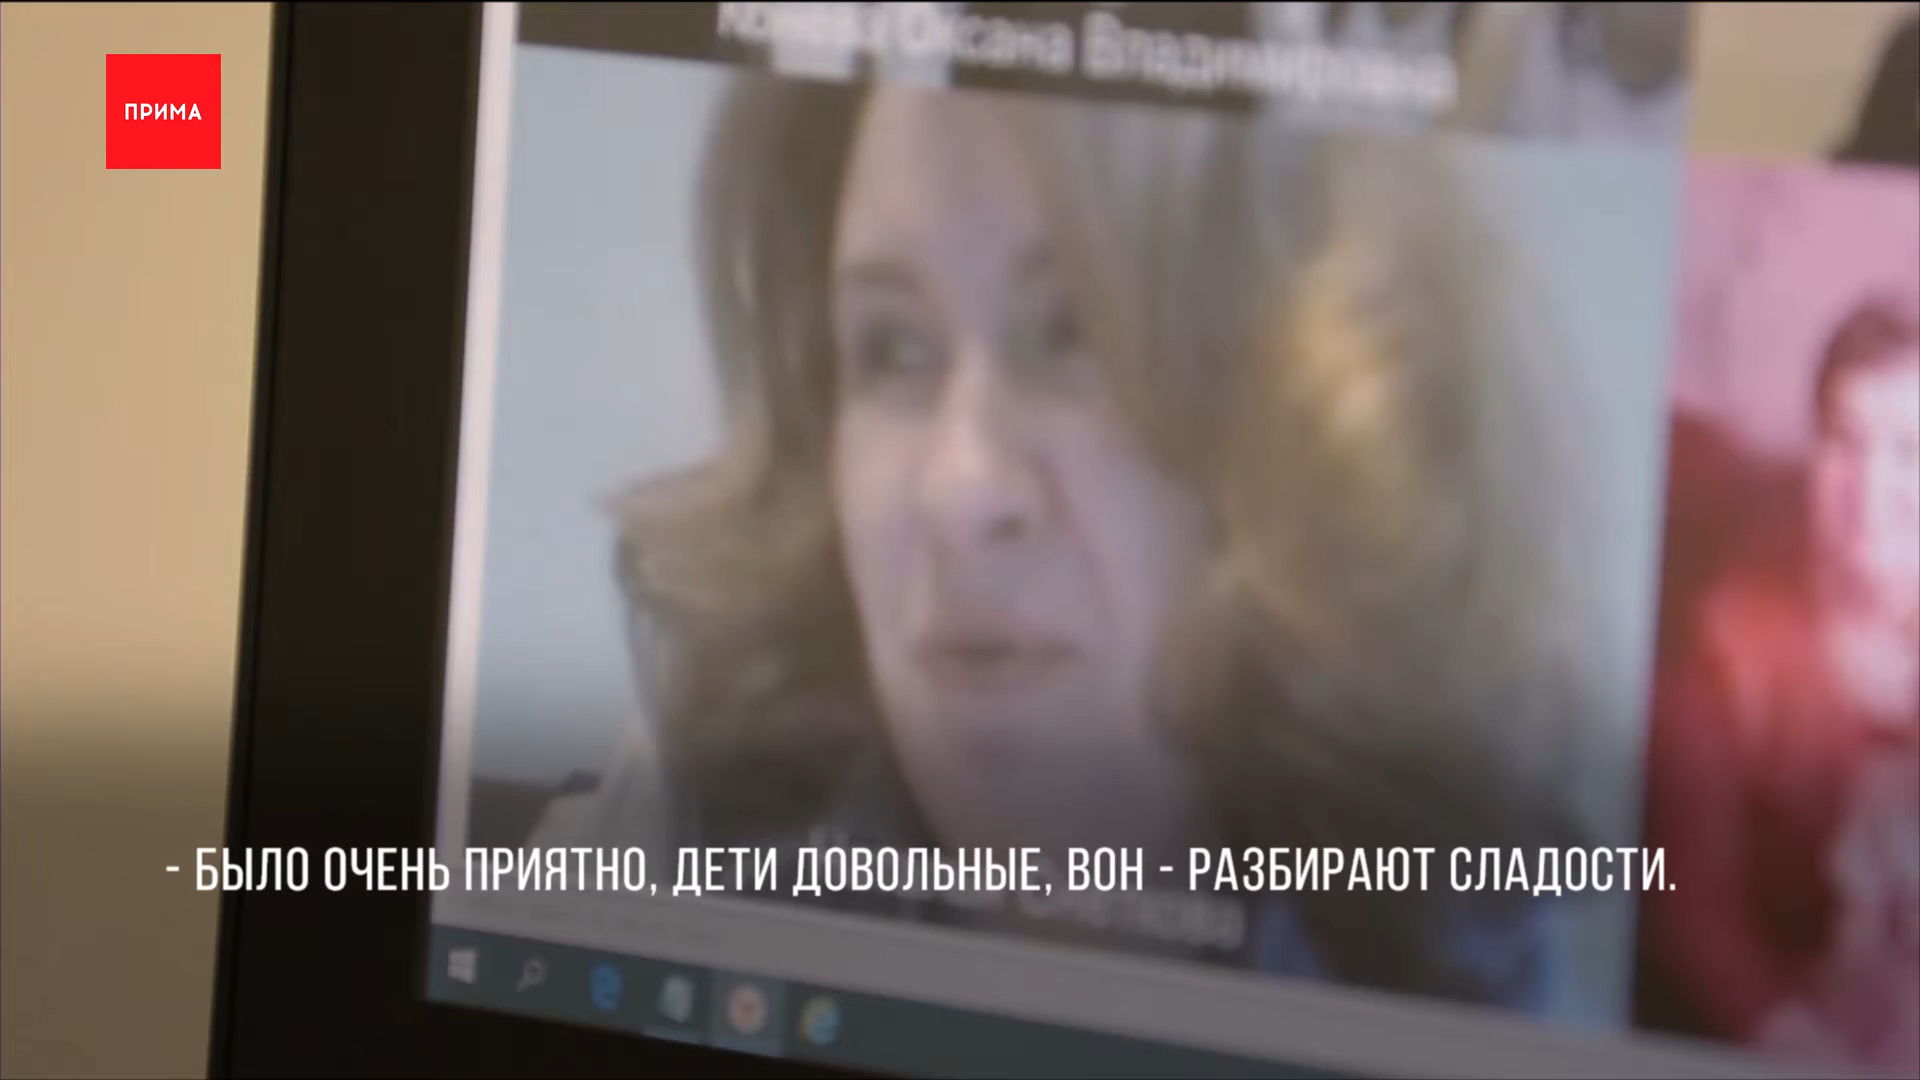 Оксана Владимировна
ПРИМА
- БЫЛО ОЧЕНЬ ПРИЯТНО, ДЕТИ ДОВОЛЬНЫЕ, ВОН - РАЗБИРАЮТ СЛАДОСТИ.